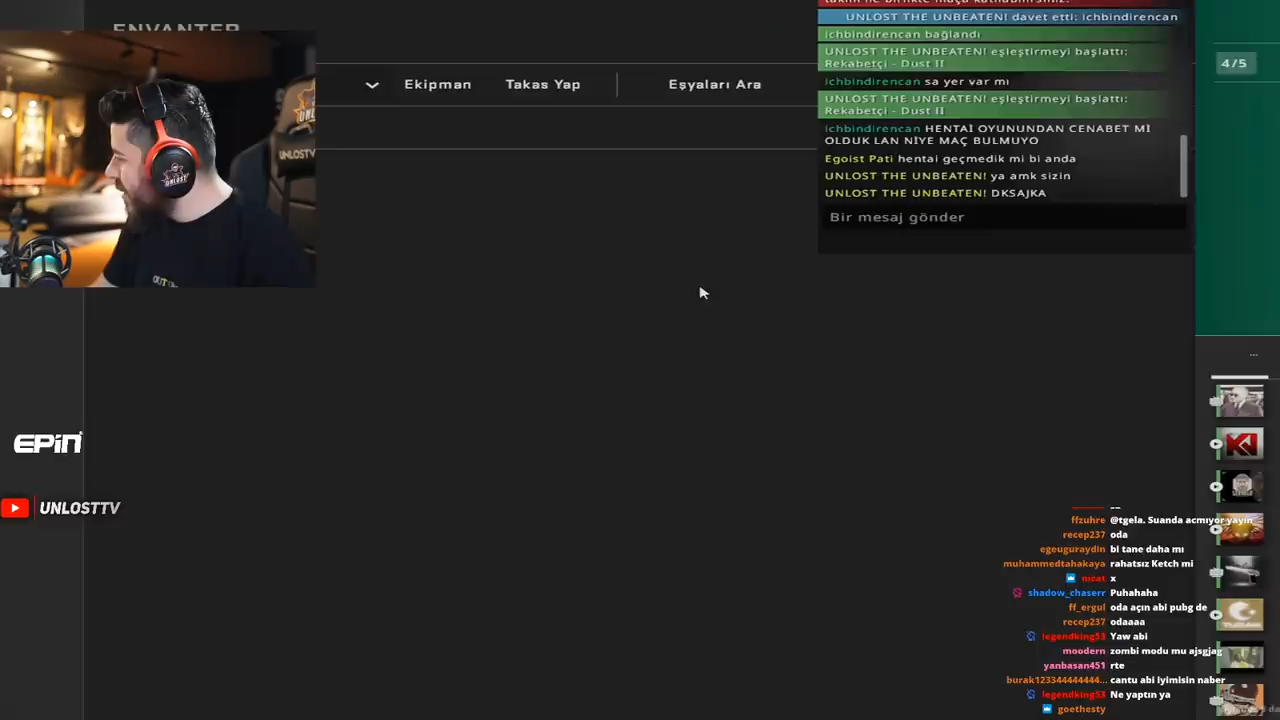 ENVANTER
Ekipman
Takas Yap
Eşyaları Ara
UNLOST THE UNBEATEN! davet etti: ichbindirencan
ichbindirencan bağlandı
UNLOST THE UNBEATEN! eşleştirmeyi başlattı:
Rekabetçi - Dust II
ichbindirencan sa yer var mı
UNLOST THE UNBEATEN! eşleştirmeyi başlattı:
Rekabetçi - Dust II
ichbindirencan HENTAİ OYUNUNDAN CENABET Mİ
OLDUK LAN NİYE MAÇ BULMUYO
Egoist Pati hentai geçmedik mi bi anda
UNLOST THE UNBEATEN! ya amk sizin
UNLOST THE UNBEATEN! DKSAJKA
Bir mesaj gönder
4/5
UNLOST
UNLOSTV
EPiN
UNLOSTTV
ffzuhre @tgela. Suanda acmıyor yayin
recep237 oda
egeuguraydin bi tane daha mı
muhammedtahakaya rahatsız Ketch mi
nıcat x
shadow_chaserr Puhahaha
ff_ergul oda açın abi pubg de
recep237 odaaaa
legendking53 Yaw abi
moodern zombi modu mu ajsgjag
yanbasan451 rte
burak123344444444... cantu abi iyimisin naber
legendking53 Ne yaptın ya
goethesty